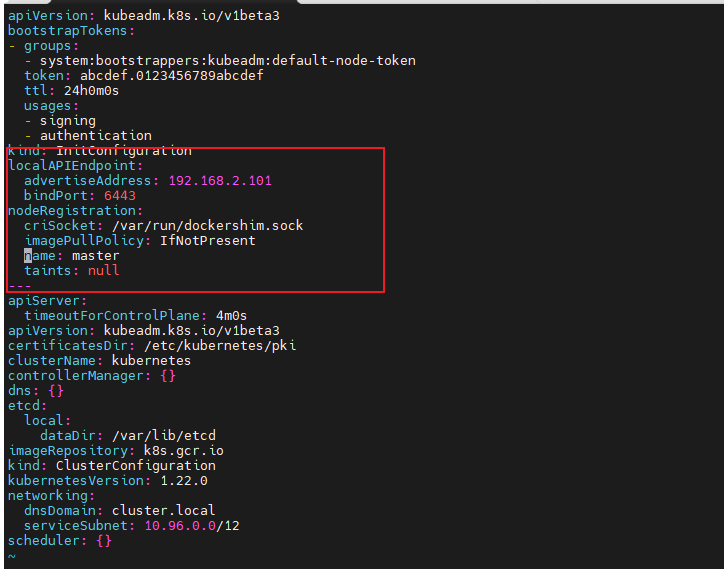 apiVersion: kubeadm.k8s.io/v1beta3
bootstrapTokens:
- groups:
  - system:bootstrappers:kubeadm:default-node-token
  token: abcdef.0123456789abcdef
  ttl: 24h0m0s
  usages:
  - signing
  - authentication
kind: InitConfiguration
localAPIEndpoint:
  advertiseAddress: 192.168.2.101
  bindPort: 6443
nodeRegistration:
  criSocket: /var/run/dockershim.sock
  imagePullPolicy: IfNotPresent
  name: master
  taints: null
---
apiServer:
  timeoutForControlPlane: 4m0s
apiVersion: kubeadm.k8s.io/v1beta3
certificatesDir: /etc/kubernetes/pki
clusterName: kubernetes
controllerManager: {}
dns: {}
etcd:
  local:
    dataDir: /var/lib/etcd
imageRepository: k8s.gcr.io
kind: ClusterConfiguration
kubernetesVersion: 1.22.0
networking:
  dnsDomain: cluster.local
  serviceSubnet: 10.96.0.0/12
scheduler: {}
~